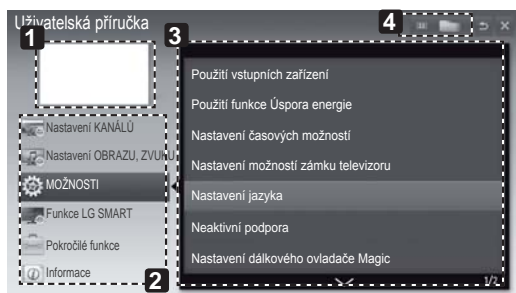 Uživatelská příručka
1
3
4
Nastavení KANÁLŮ
Nastavení OBRAZU, ZVUKU
MOŽNOSTI
Funkce LG SMART
Pokročilé funkce
Informace
2
Použití vstupních zařízení
Použití funkce Úspora energie
Nastavení časových možností
Nastavení možností zámku televizoru
Nastavení jazyka
Neaktivní podpora
Nastavení dálkového ovladače Magic
1/2